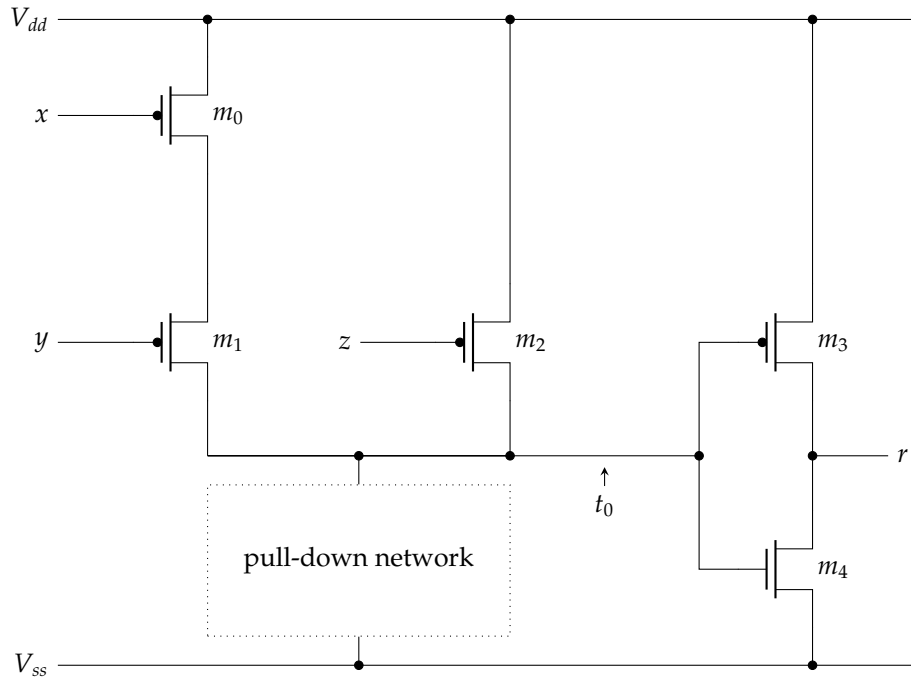 V_dd
x
m_0
y
m_1
z
m_2
m_3
r
t_0
pull-down network
m_4
V_ss